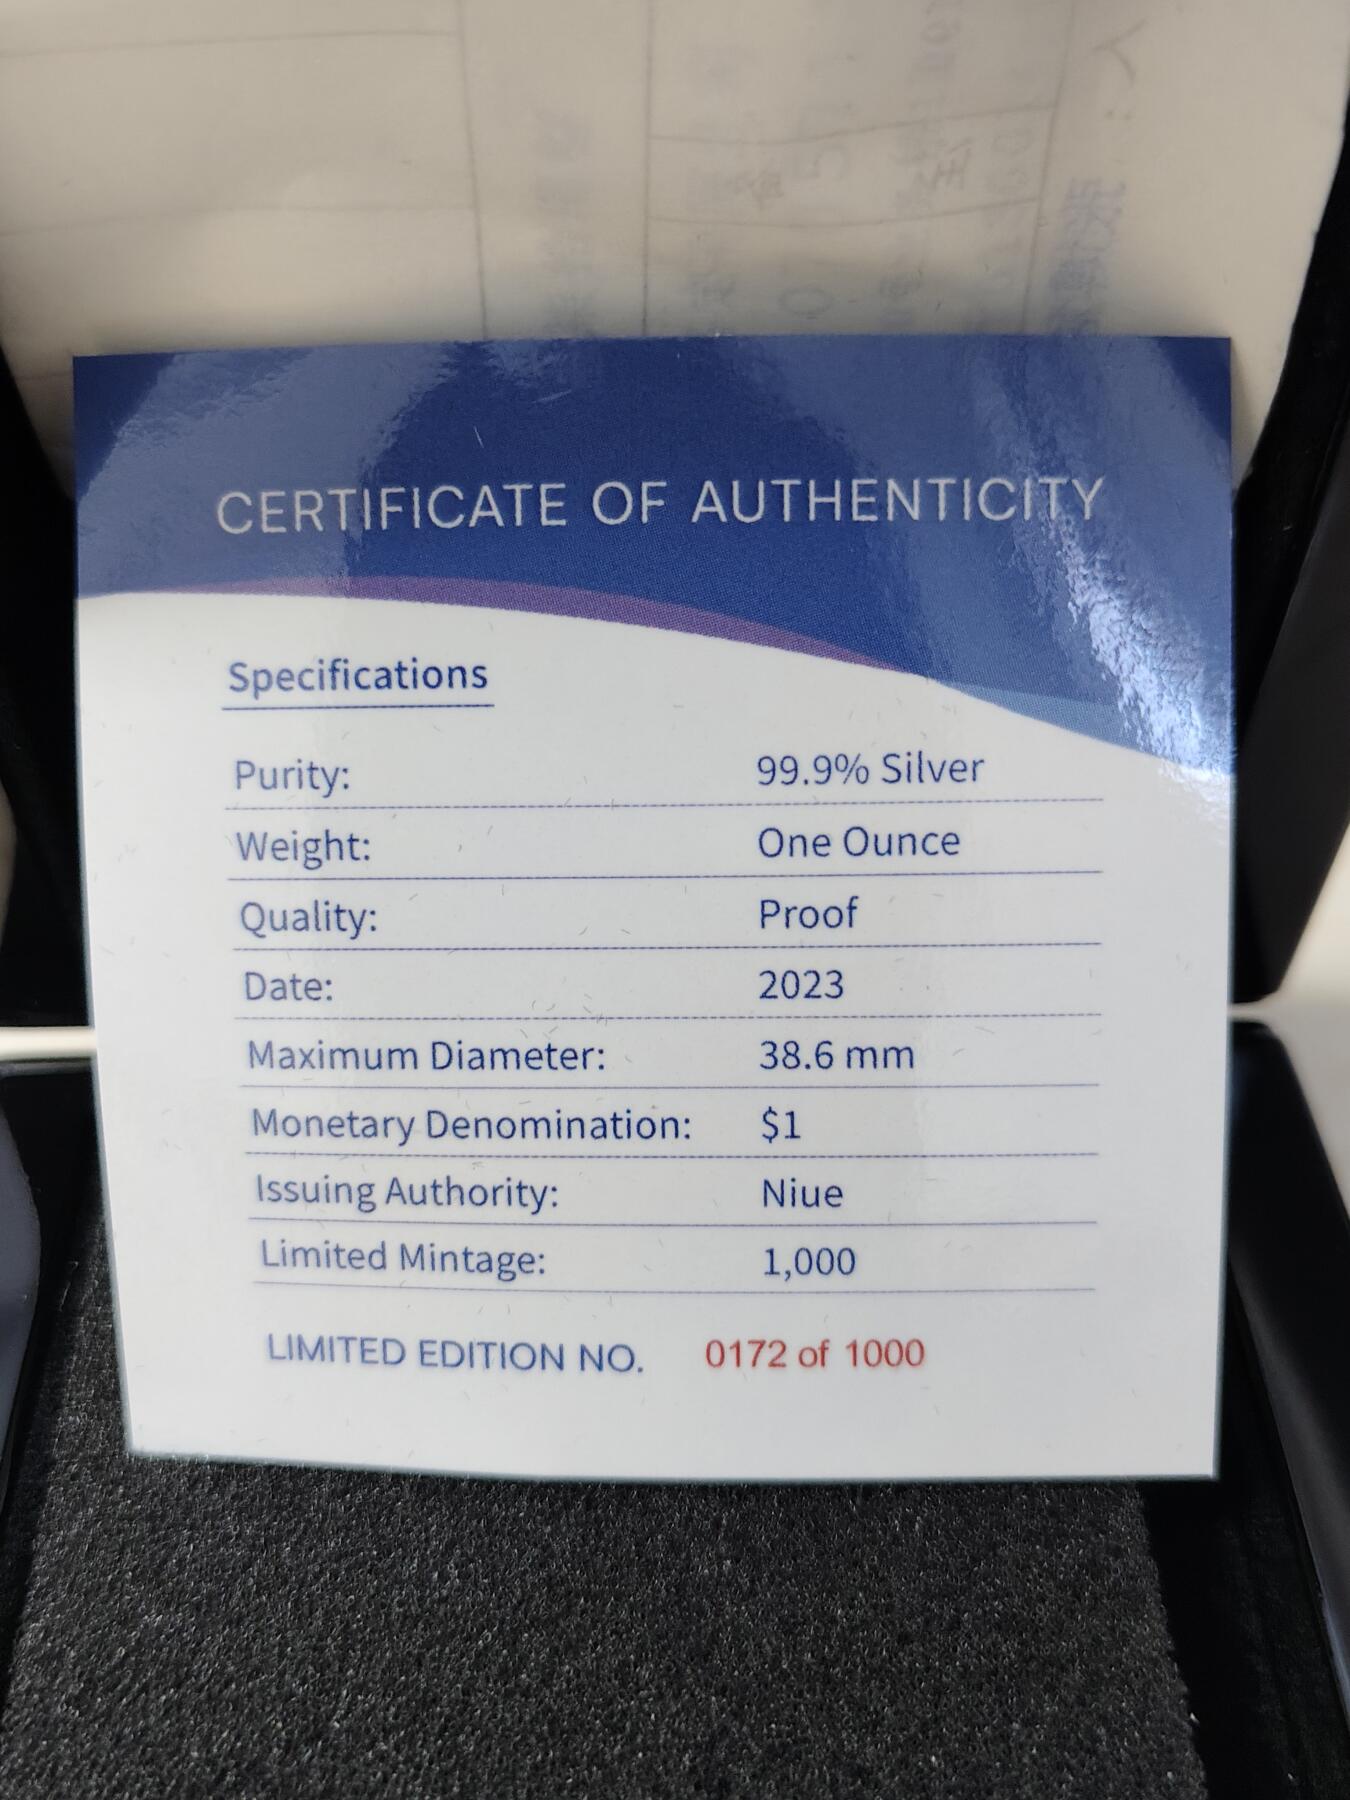 CERTIFICATE OF AUTHENTICITY
Specifications
Purity: 99.9% Silver
Weight: One Ounce
Quality: Proof
Date: 2023
Maximum Diameter: 38.6 mm
Monetary Denomination: $1
Issuing Authority: Niue
Limited Mintage: 1,000
LIMITED EDITION NO. 0172 of 1000